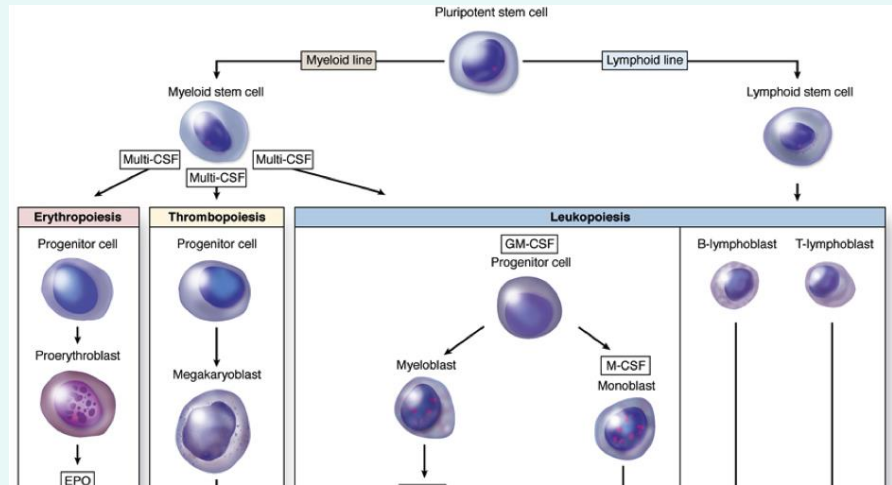 Pluripotent stem cell
Myeloid line
Lymphoid line
Myeloid stem cell
Lymphoid stem cell
Multi-CSF
Multi-CSF
Multi-CSF
Erythropoiesis
Thrombopoiesis
Leukopoiesis
Progenitor cell
Progenitor cell
GM-CSF
Progenitor cell
B-lymphoblast
T-lymphoblast
Proerythroblast
Megakaryoblast
Myeloblast
M-CSF
Monoblast
EPO